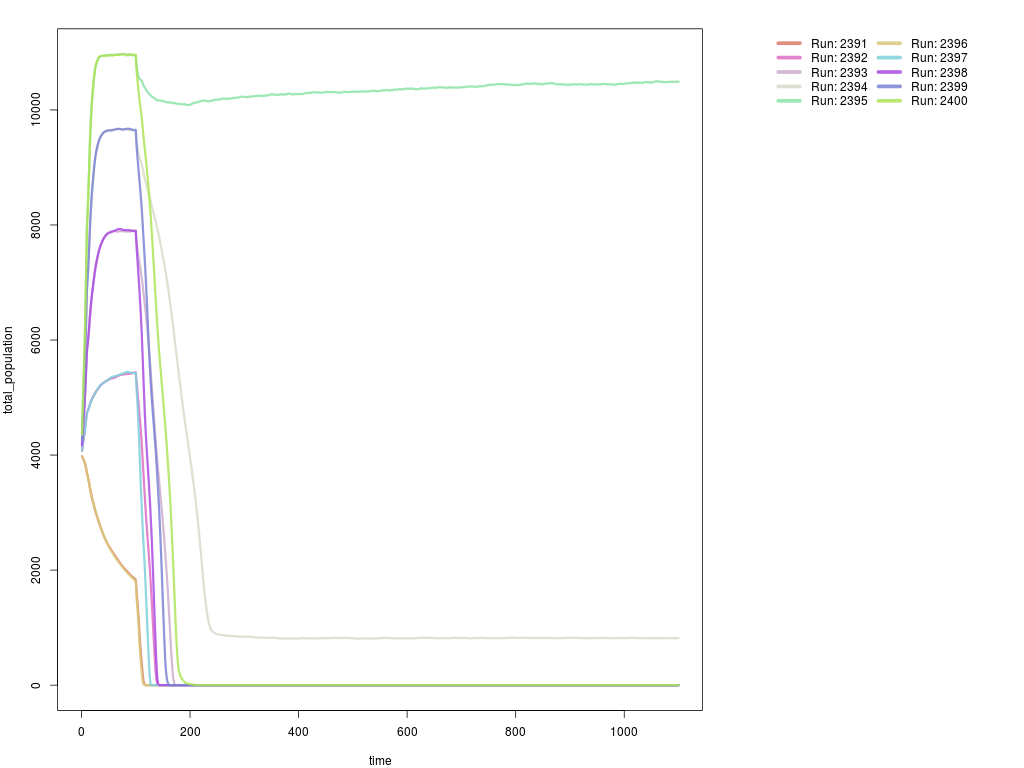 Run: 2391 Run: 2396
Run: 2392 Run: 2397
Run: 2393 Run: 2398
Run: 2394 Run: 2399
Run: 2395 Run: 2400
10000
8000
6000
4000
2000
0
total_population
0 200 400 600 800 1000
time